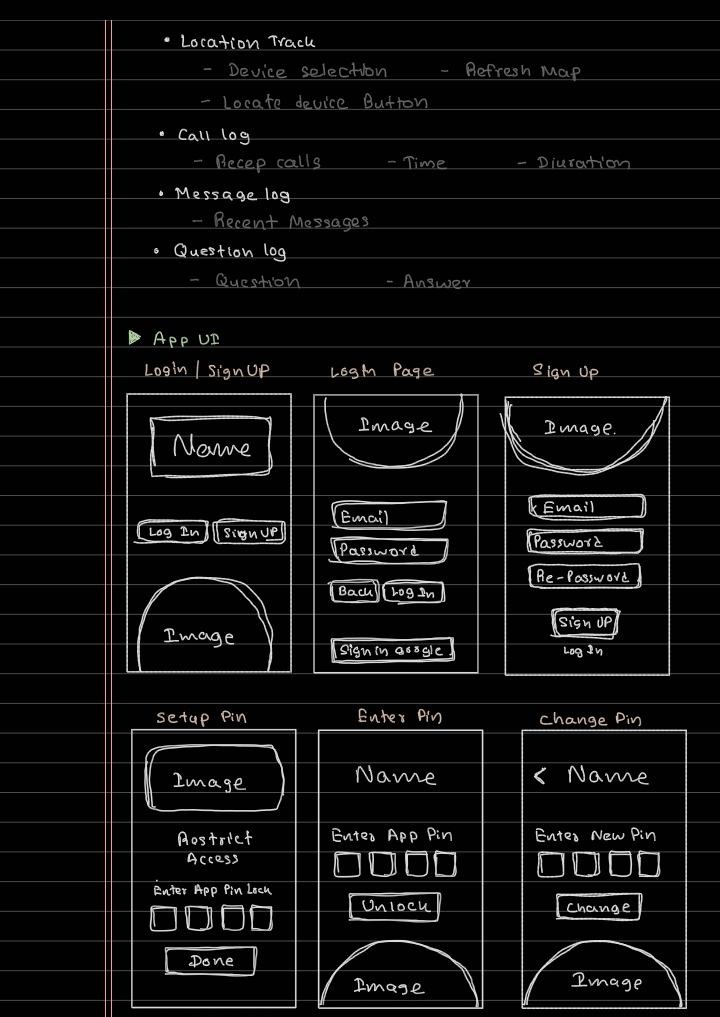 • Location Track
- Device selection - Refresh Map
- Locate device Button
• Call log
- Recep calls - Time - Diuration
• Message log
- Recent Messages
• Question log
- Question - Answer
▶ App UI
Login | SignUP Login Page Sign Up
Name Image Image.
Log In SignUP Email Email
Password Password
Back Log In Re-Password
Image Sign in Google Sign UP
Log In
Setup Pin Enter Pin Change Pin
Image Name < Name
Restrict
Access
Enter App Pin Enter New Pin
Enter App Pin Lock
Unlock Change
Done
Image Image